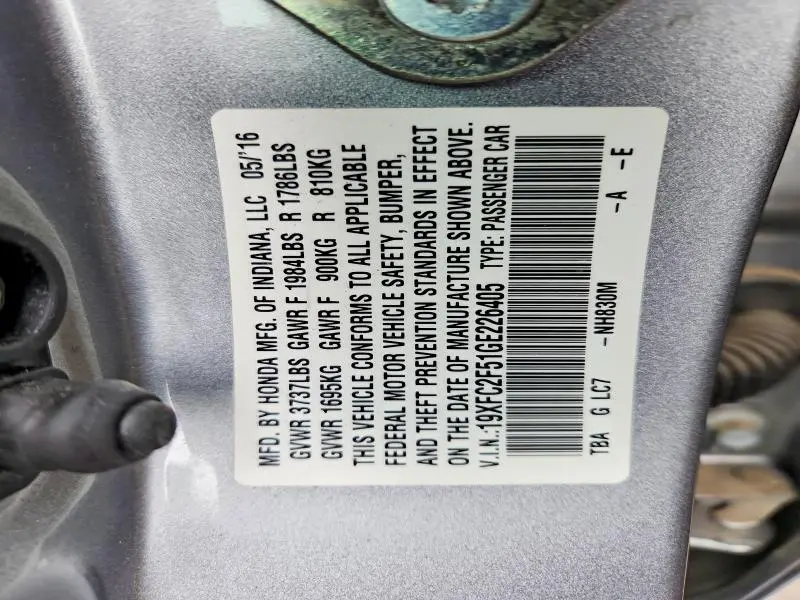 MFD. BY HONDA MFG. OF INDIANA, LLC 05/'16
GVWR 3737LBS GAWR F 1984LBS R 1786LBS
GVWR 1695KG GAWR F 900KG R 810KG
THIS VEHICLE CONFORMS TO ALL APPLICABLE
FEDERAL MOTOR VEHICLE SAFETY, BUMPER,
AND THEFT PREVENTION STANDARDS IN EFFECT
ON THE DATE OF MANUFACTURE SHOWN ABOVE.
V.I.N.:19XFC2F51GE226405 TYPE: PASSENGER CAR
TBA G LC7 -NH830M -A -E